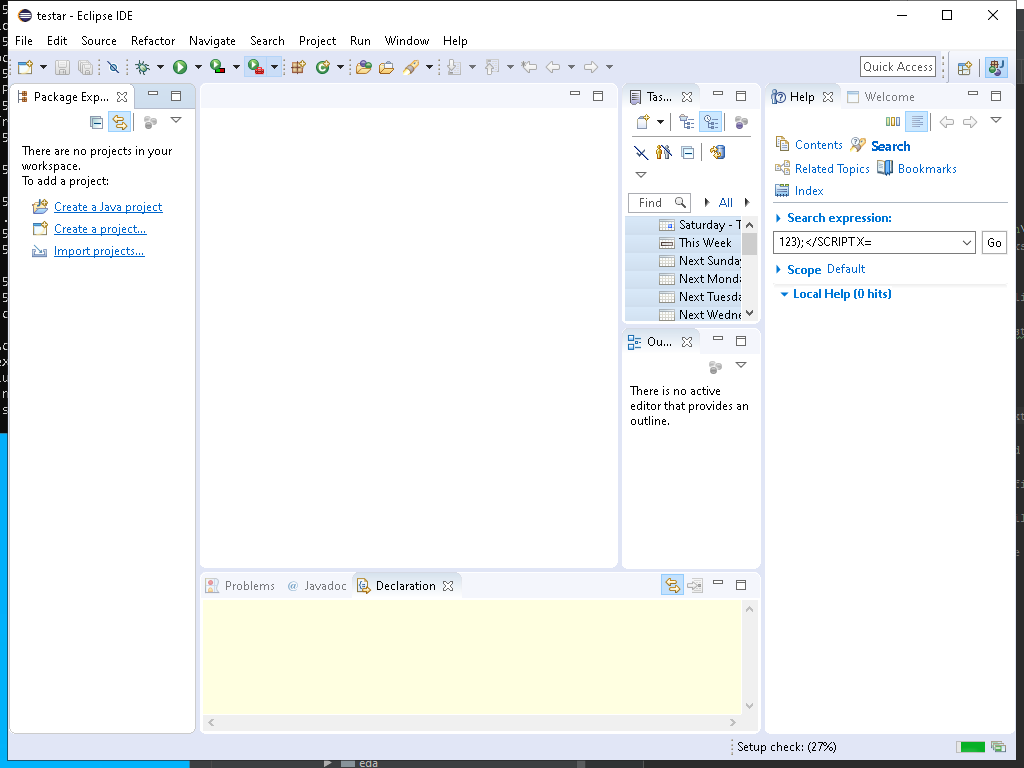 testar - Eclipse IDE
File Edit Source Refactor Navigate Search Project Run Window Help
Quick Access
Package Exp...
Tas...
Help
Welcome
There are no projects in your
workspace.
To add a project:
Create a Java project
Create a project...
Import projects...
Find
All
Saturday - T
This Week
Next Sunda
Next Monda
Next Tuesda
Next Wedne
Ou...
There is no active
editor that provides an
outline.
Contents
Search
Related Topics
Bookmarks
Index
Search expression:
123);</SCRIPTX=
Go
Scope Default
Local Help (0 hits)
Problems
@ Javadoc
Declaration
Setup check: (27%)
eda